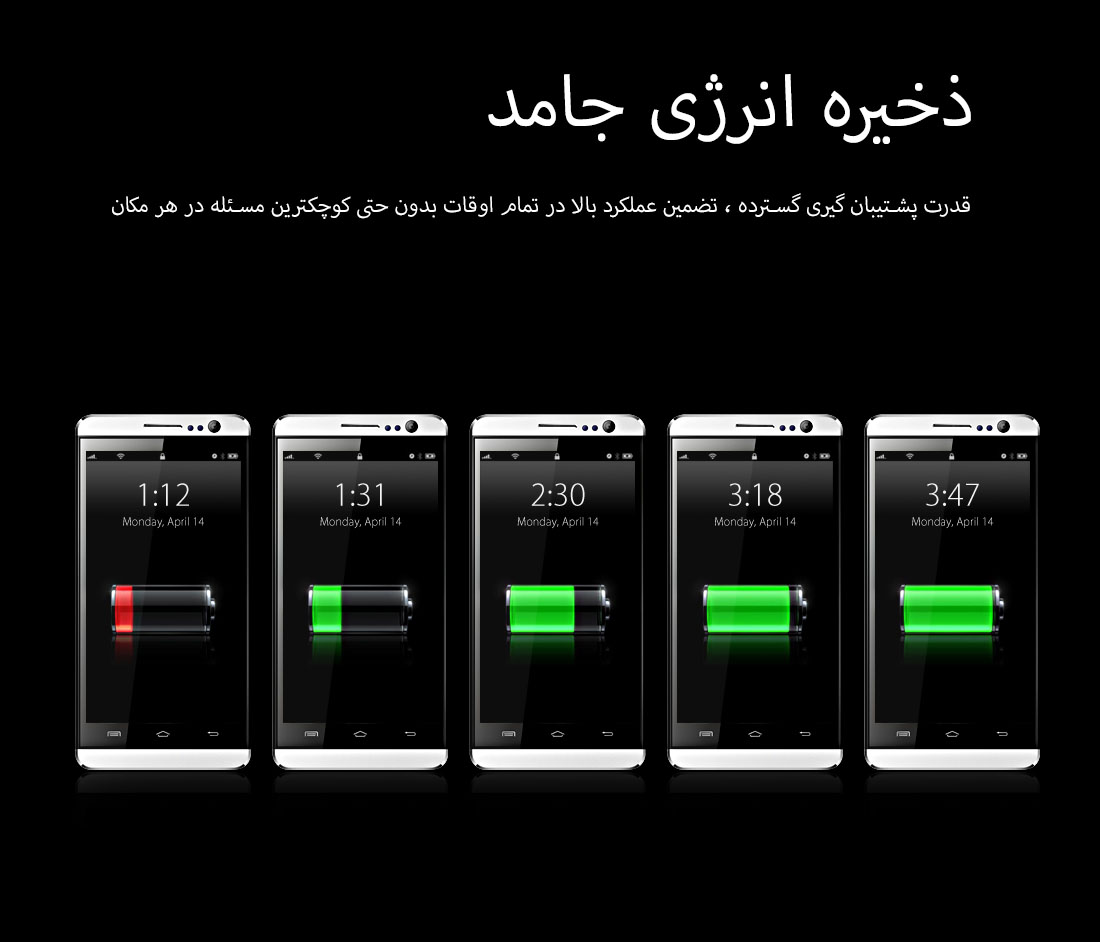 ذخیره انرژی جامد
قدرت پشتیبان گیری گسترده ، تضمین عملکرد بالا در تمام اوقات بدون حتی کوچکترین مسئله در هر مکان
1:12
Monday, April 14
1:31
Monday, April 14
2:30
Monday, April 14
3:18
Monday, April 14
3:47
Monday, April 14